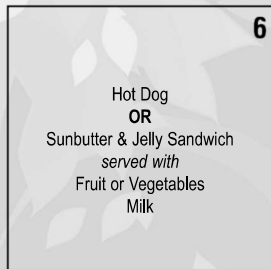 6
Hot Dog
OR
Sunbutter & Jelly Sandwich
served with
Fruit or Vegetables
Milk